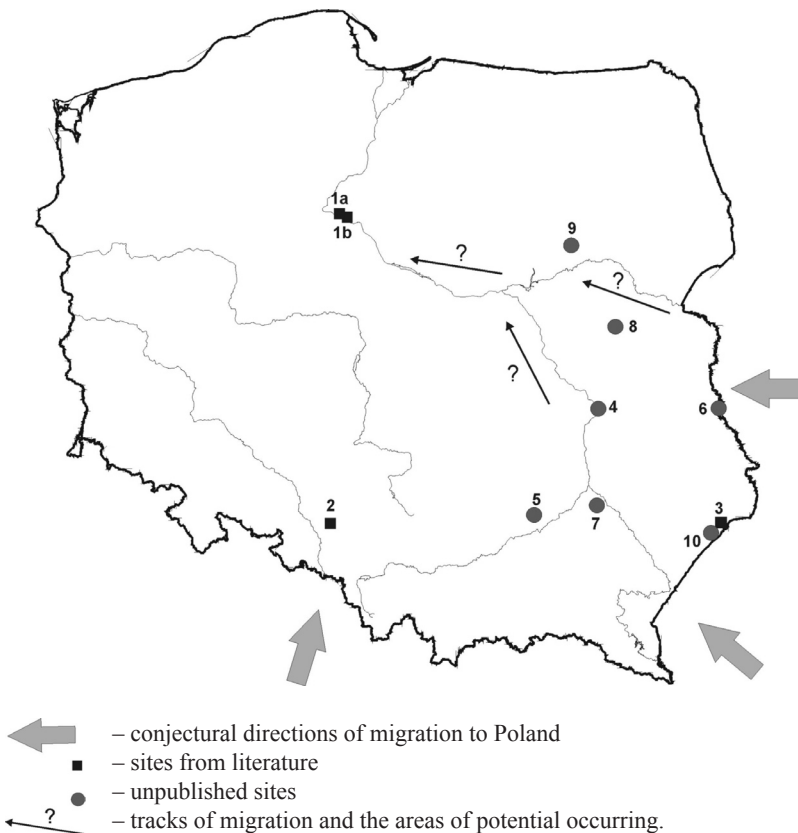 1a
1b
9
?
?
8
?
4
6
2
5
7
3
10
– conjectural directions of migration to Poland
– sites from literature
– unpublished sites
? – tracks of migration and the areas of potential occurring.